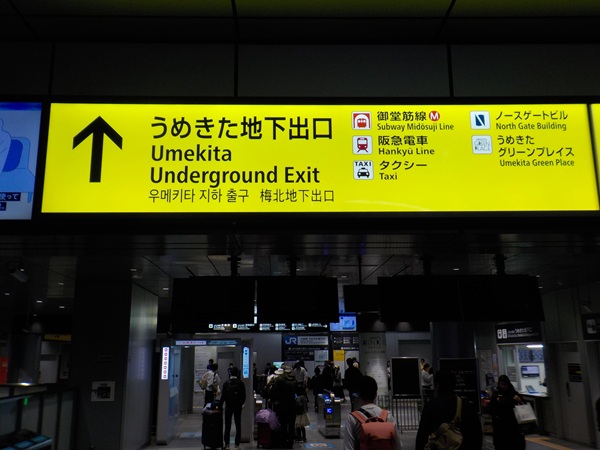 うめきた地下出口
Umekita
Underground Exit
우메키타 지하 출구 梅北地下出口
御堂筋線 M
Subway Midōsuji Line
阪急電車
Hankyū Line
TAXI
タクシー
Taxi
ノースゲートビル
North Gate Building
うめきた
グリーンプレイス
Umekita Green Place
JR